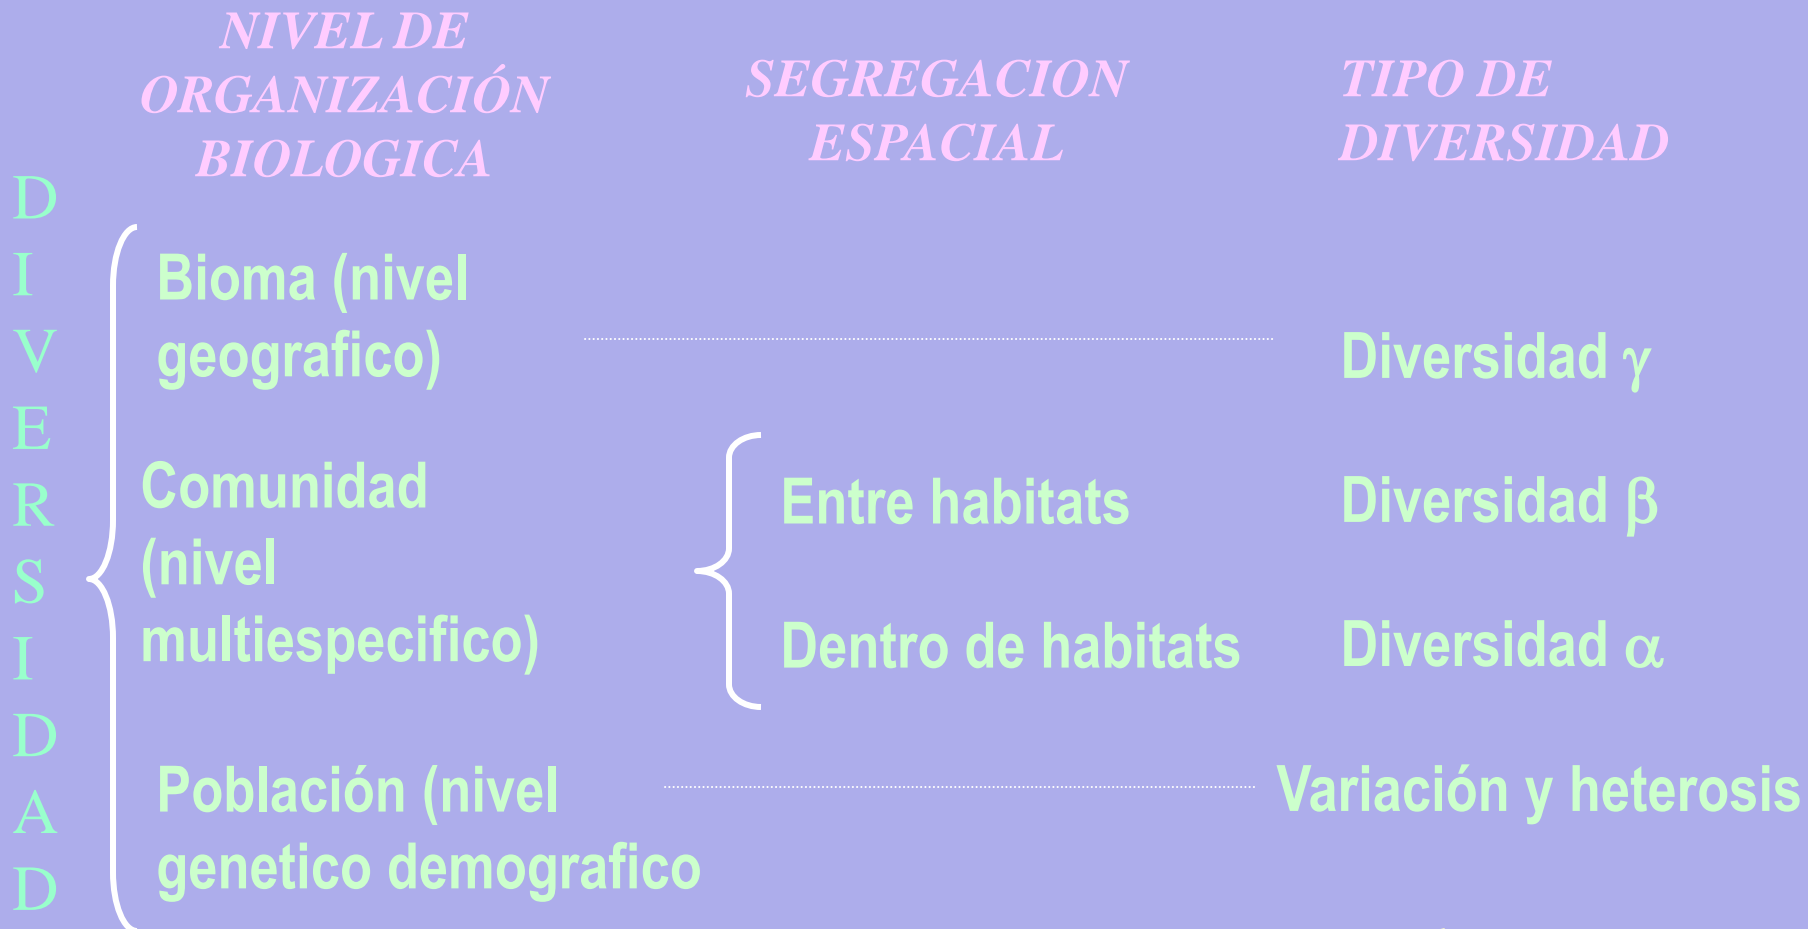 NIVEL DE
ORGANIZACIÓN
BIOLOGICA
SEGREGACION
ESPACIAL
TIPO DE
DIVERSIDAD
D
I
V
E
R
S
I
D
A
D
Bioma (nivel
geografico)
Diversidad γ
Comunidad
(nivel
multiespecifico)
Entre habitats
Diversidad β
Dentro de habitats
Diversidad α
Población (nivel
genetico demografico
Variación y heterosis